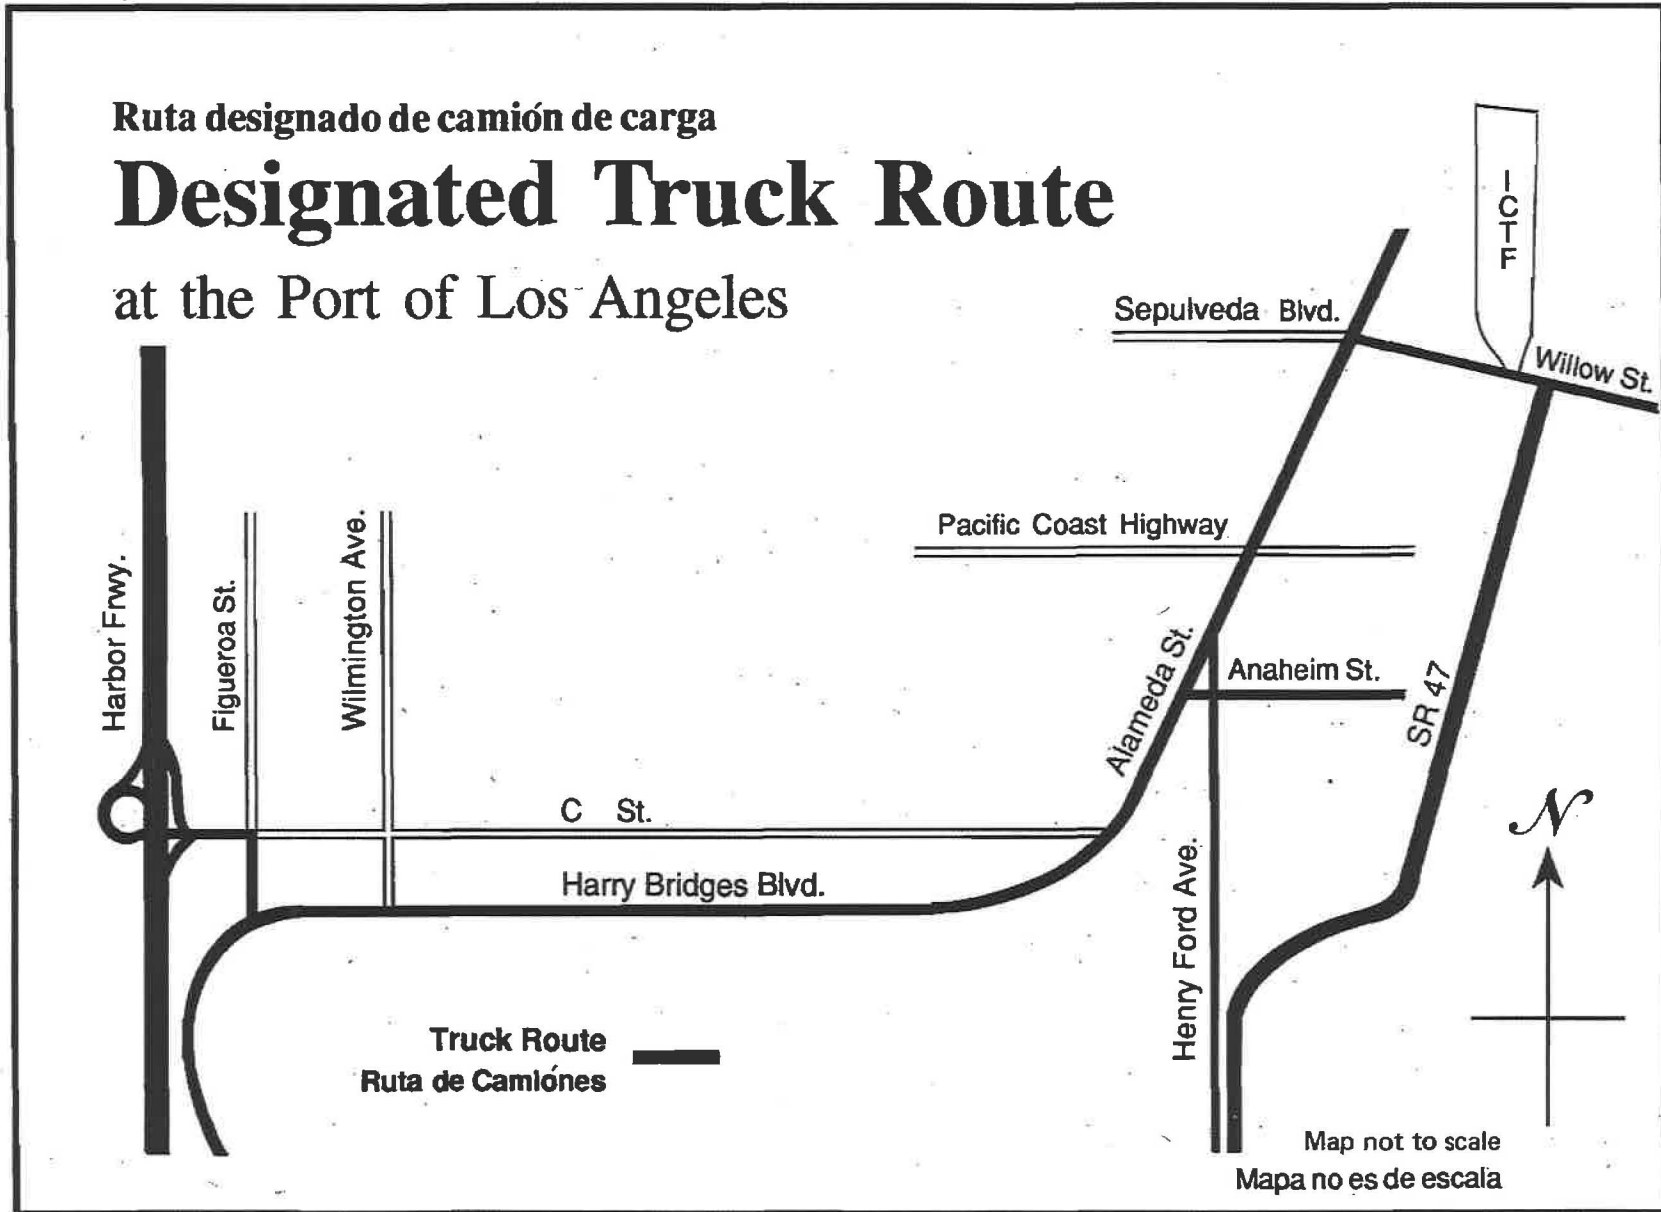 Ruta designado de camión de carga
Designated Truck Route
at the Port of Los Angeles
ICTF
Sepulveda Blvd.
Willow St.
Pacific Coast Highway
Harbor Frwy.
Figueroa St.
Wilmington Ave.
Alameda St.
Anaheim St.
SR 47
C St.
Harry Bridges Blvd.
Henry Ford Ave.
N
Truck Route
Ruta de Camiónes
Map not to scale
Mapa no es de escala